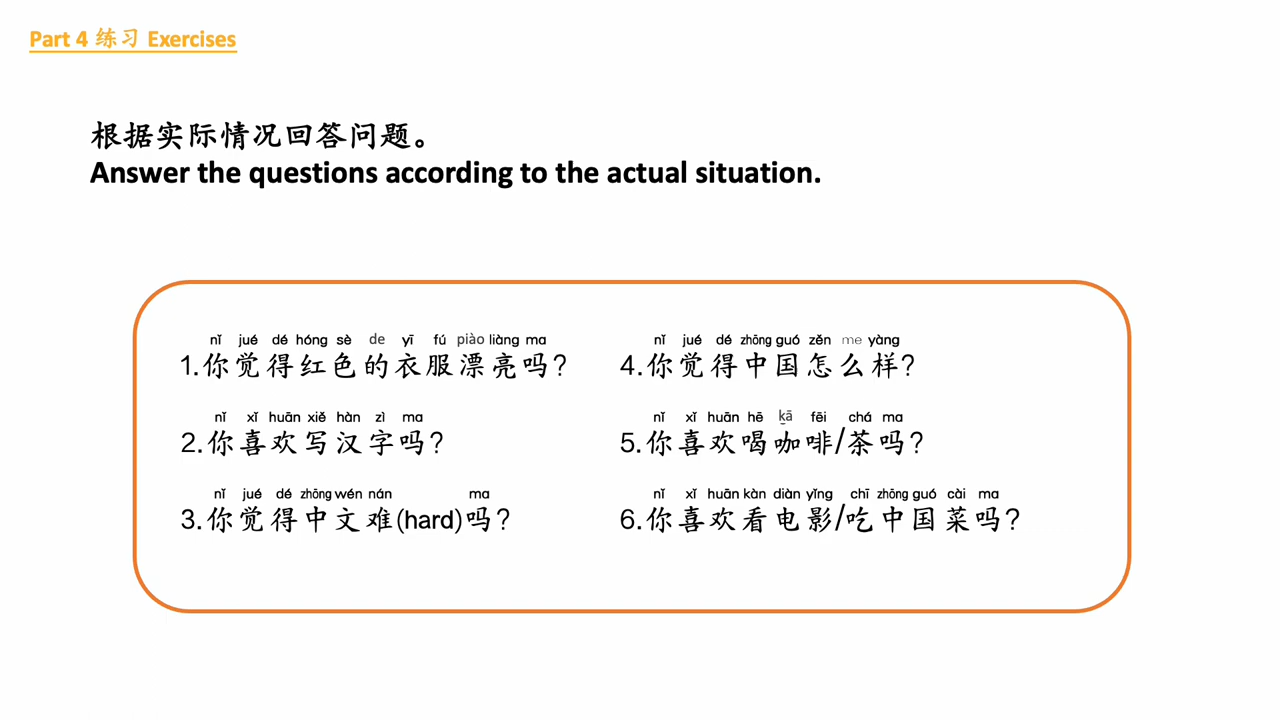 Part 4 练习 Exercises
根据实际情况回答问题。
Answer the questions according to the actual situation.
nǐ jué dé hóng sè de yī fú piào liàng ma
1.你觉得红色的衣服漂亮吗?
nǐ xǐ huān xiě hàn zì ma
2.你喜欢写汉字吗?
nǐ jué dé zhōng wén nán ma
3.你觉得中文难(hard)吗?
nǐ jué dé zhōng guó zěn me yàng
4.你觉得中国怎么样?
nǐ xǐ huān hē kā fēi chá ma
5.你喜欢喝咖啡/茶吗?
nǐ xǐ huān kàn diàn yǐng chī zhōng guó cài ma
6.你喜欢看电影/吃中国菜吗?